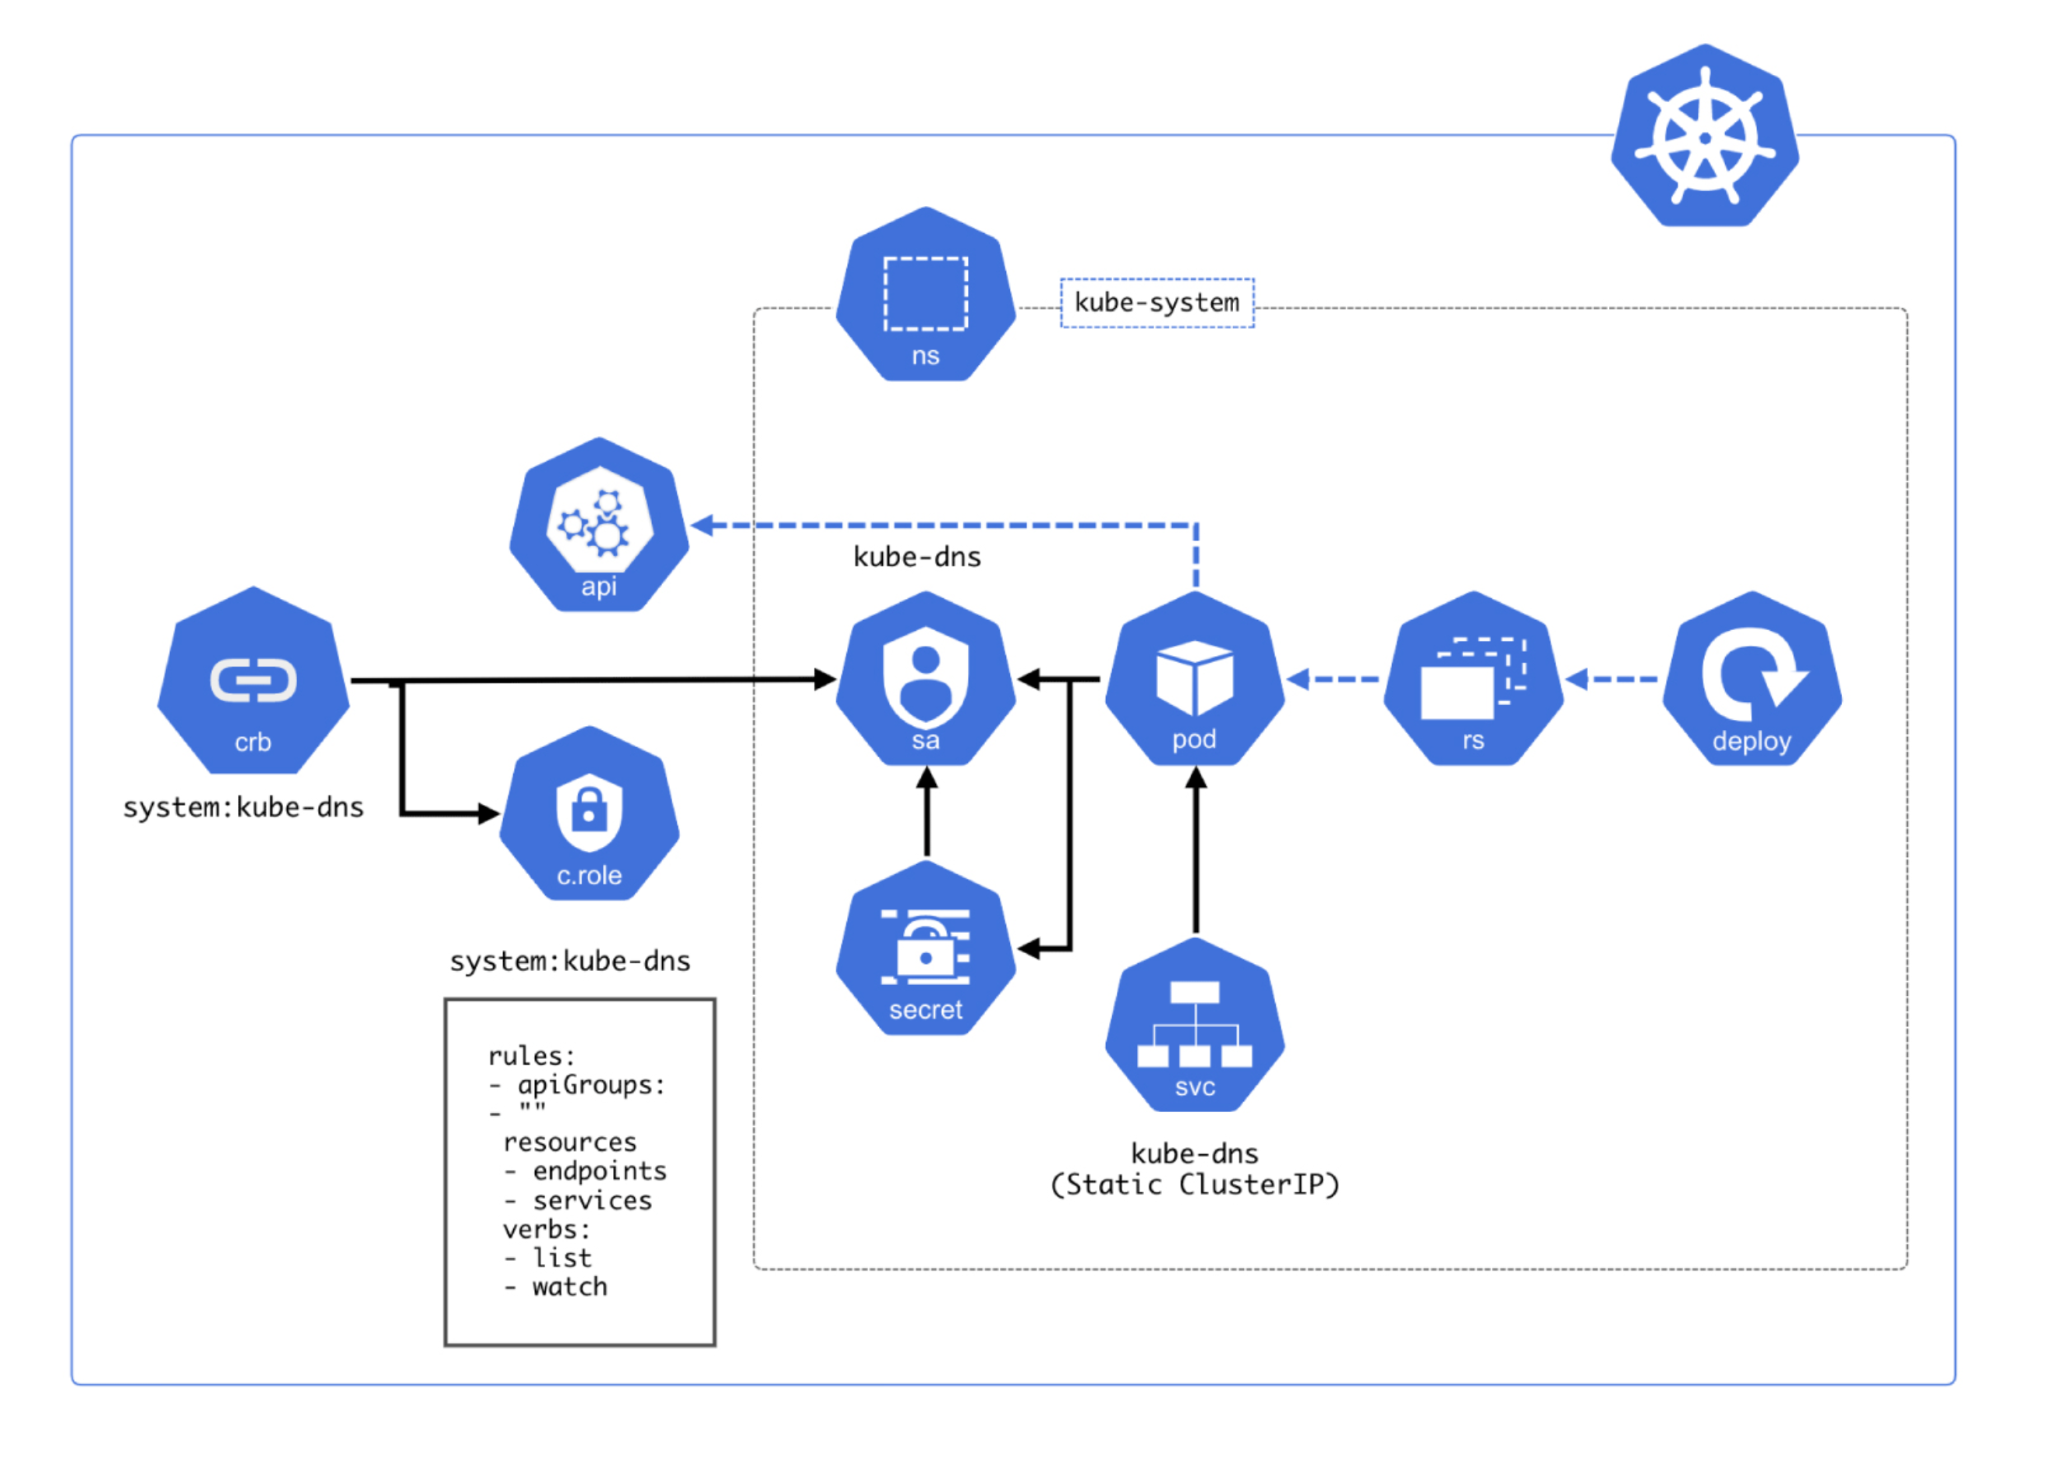 ns
kube-system
api
kube-dns
crb
system:kube-dns
sa
pod
rs
deploy
c.role
system:kube-dns
secret
svc
kube-dns
(Static ClusterIP)
rules:
- apiGroups:
- ""
resources
- endpoints
- services
verbs:
- list
- watch